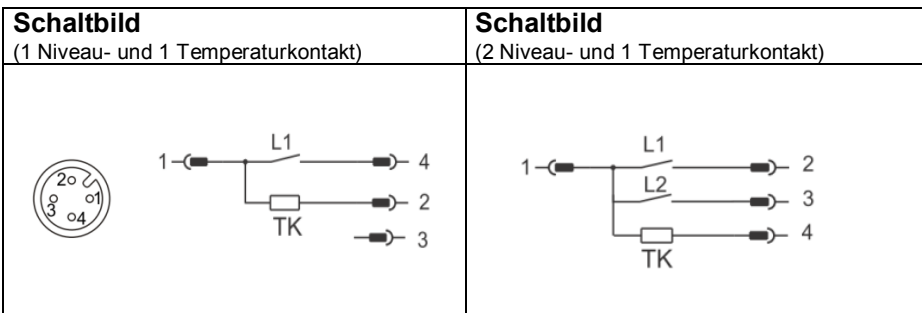 Schaltbild
(1 Niveau- und 1 Temperaturkontakt)
Schaltbild
(2 Niveau- und 1 Temperaturkontakt)
2
1
3
4
1
L1
4
2
TK
3
1
L1
2
L2
3
4
TK